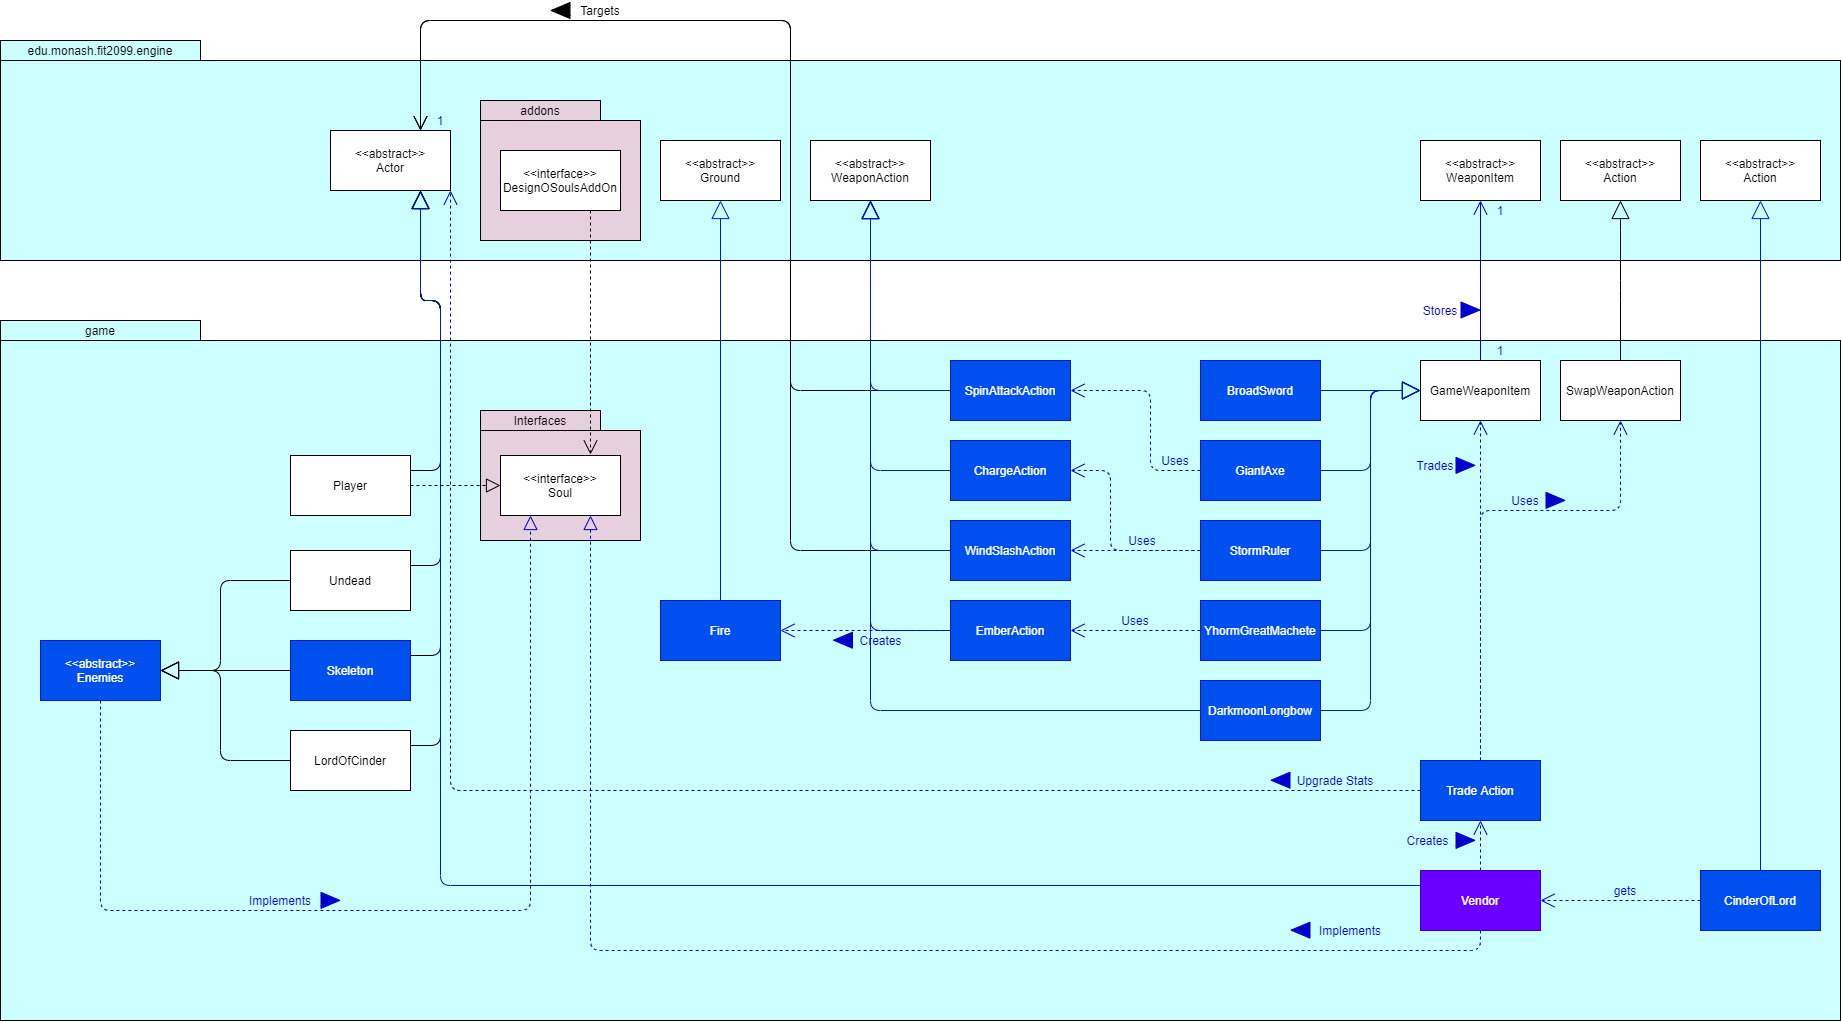 Targets
edu.monash.fit2099.engine
addons
1
<<abstract>>
Actor
<<interface>>
DesignOSoulsAddOn
<<abstract>>
Ground
<<abstract>>
WeaponAction
<<abstract>>
WeaponItem
<<abstract>>
Action
<<abstract>>
Action
1
Stores
game
1
SpinAttackAction
BroadSword
GameWeaponItem
SwapWeaponAction
Interfaces
Uses
Trades
ChargeAction
GiantAxe
Player
<<interface>>
Soul
Uses
Uses
WindSlashAction
StormRuler
Undead
Uses
Fire
Creates
EmberAction
YhormGreatMachete
<<abstract>>
Enemies
Skeleton
DarkmoonLongbow
LordOfCinder
Upgrade Stats
Trade Action
Creates
gets
Implements
Vendor
CinderOfLord
Implements